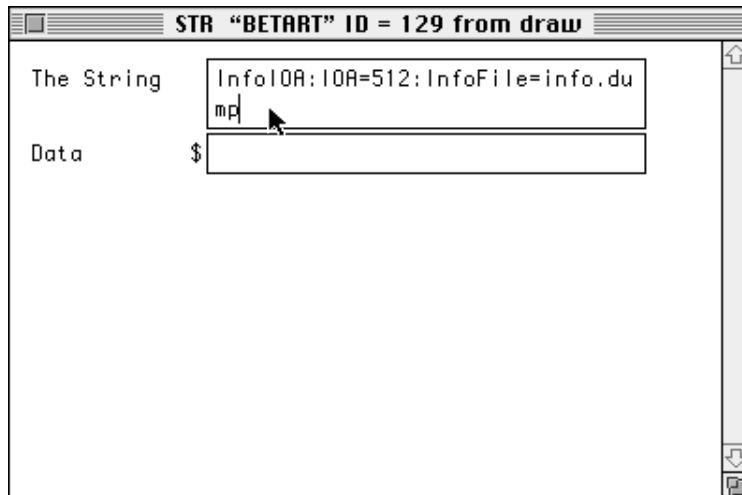 STR “BETART” ID = 129 from draw
The String
InfoIOA:IOA=512:InfoFile=info.du
mp
Data $